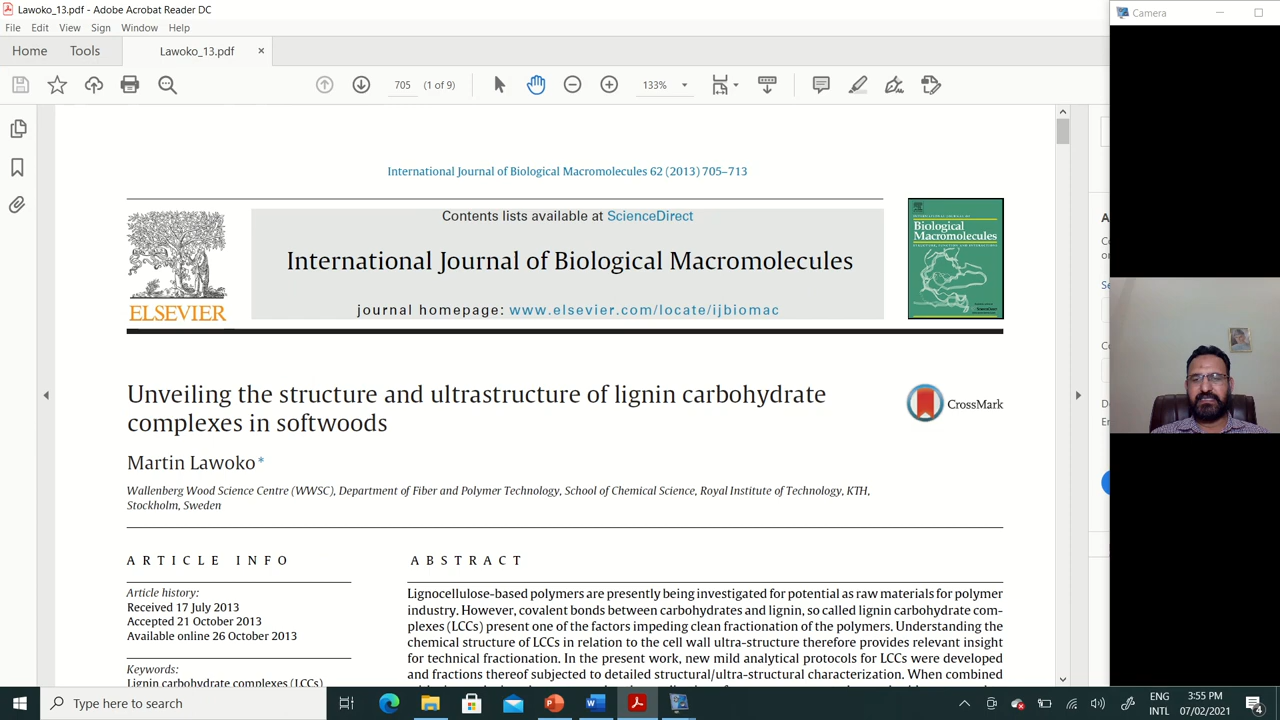 Lawoko_13.pdf - Adobe Acrobat Reader DC
Camera
File Edit View Sign Window Help
Home Tools Lawoko_13.pdf ×
705 (1 of 9) 133%
International Journal of Biological Macromolecules 62 (2013) 705–713
Contents lists available at ScienceDirect
International Journal of Biological Macromolecules
journal homepage: www.elsevier.com/locate/ijbiomac
ELSEVIER
Biological
Macromolecules
Unveiling the structure and ultrastructure of lignin carbohydrate
complexes in softwoods
CrossMark
Martin Lawoko*
Wallenberg Wood Science Centre (WWSC), Department of Fiber and Polymer Technology, School of Chemical Science, Royal Institute of Technology, KTH,
Stockholm, Sweden
ARTICLE INFO
Article history:
Received 17 July 2013
Accepted 21 October 2013
Available online 26 October 2013
Keywords:
Lignin carbohydrate complexes (LCCs)
ABSTRACT
Lignocellulose-based polymers are presently being investigated for potential as raw materials for polymer
industry. However, covalent bonds between carbohydrates and lignin, so called lignin carbohydrate com-
plexes (LCCs) present one of the factors impeding clean fractionation of the polymers. Understanding the
chemical structure of LCCs in relation to the cell wall ultra-structure therefore provides relevant insight
for technical fractionation. In the present work, new mild analytical protocols for LCCs were developed
and fractions thereof subjected to detailed structural/ultra-structural characterization. When combined
Type here to search
ENG
INTL
3:55 PM
07/02/2021
4